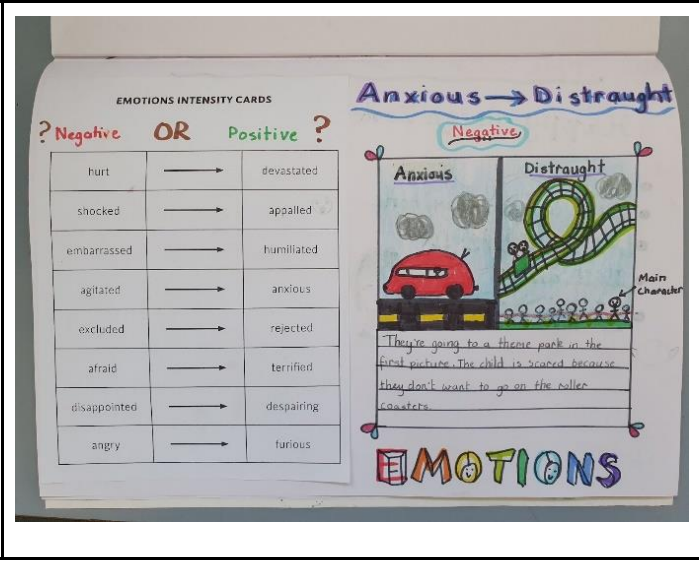 EMOTIONS INTENSITY CARDS
? Negative OR Positive ?
hurt → devastated
shocked → appalled
embarrassed → humiliated
agitated → anxious
excluded → rejected
afraid → terrified
disappointed → despairing
angry → furious
Anxious → Distraught
Negative
Anxious
Distraught
Main
character
They're going to a theme park in the
first picture. The child is scared because
they don't want to go on the roller
coasters.
EMOTIONS